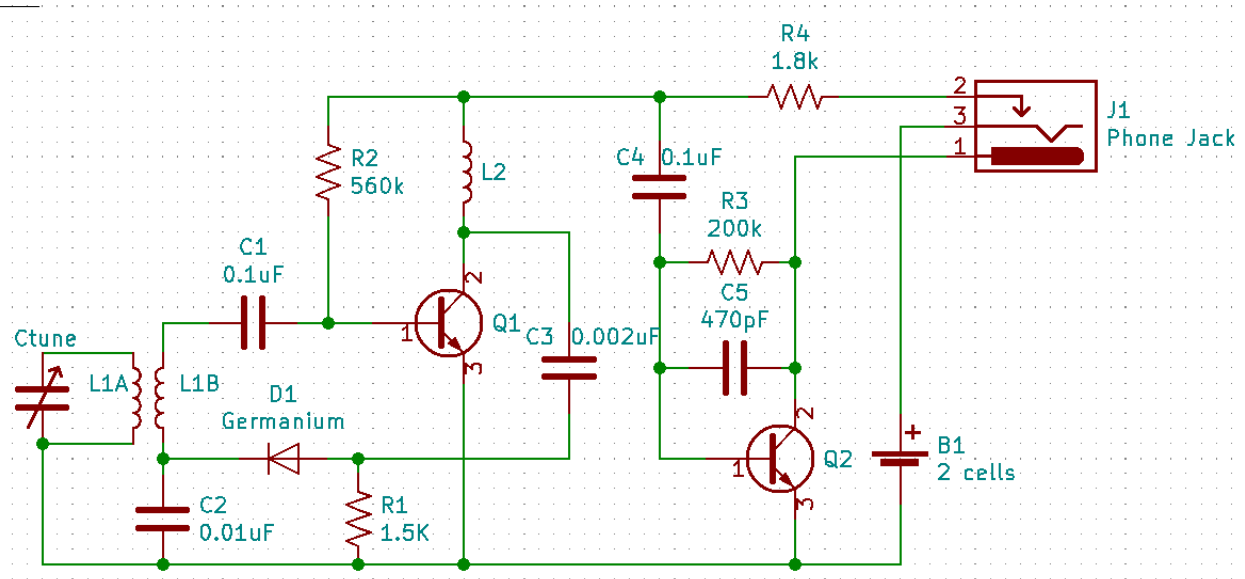 R4
1.8k
2
3
1
J1
Phone Jack
R2
560k
L2
C4
0.1uF
R3
200k
C1
0.1uF
2
1
Q1
3
C5
470pF
C3
0.002uF
Ctune
L1A
L1B
D1
Germanium
2
1
Q2
3
+
B1
2 cells
C2
0.01uF
R1
1.5K